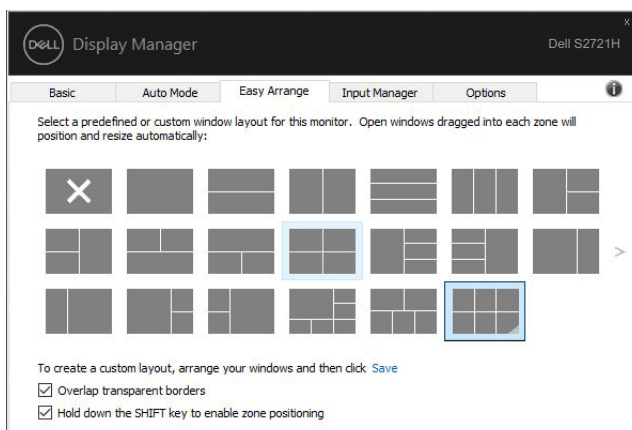 x
DELL
Display Manager
Dell S2721H
Basic
Auto Mode
Easy Arrange
Input Manager
Options
i
Select a predefined or custom window layout for this monitor. Open windows dragged into each zone will
position and resize automatically:
>
To create a custom layout, arrange your windows and then click Save
Overlap transparent borders
Hold down the SHIFT key to enable zone positioning